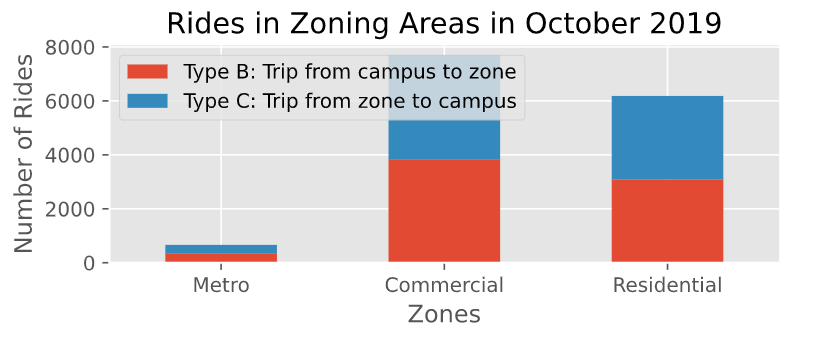 Rides in Zoning Areas in October 2019
Number of Rides
8000
6000
4000
2000
0
Type B: Trip from campus to zone
Type C: Trip from zone to campus
Metro
Commercial
Residential
Zones